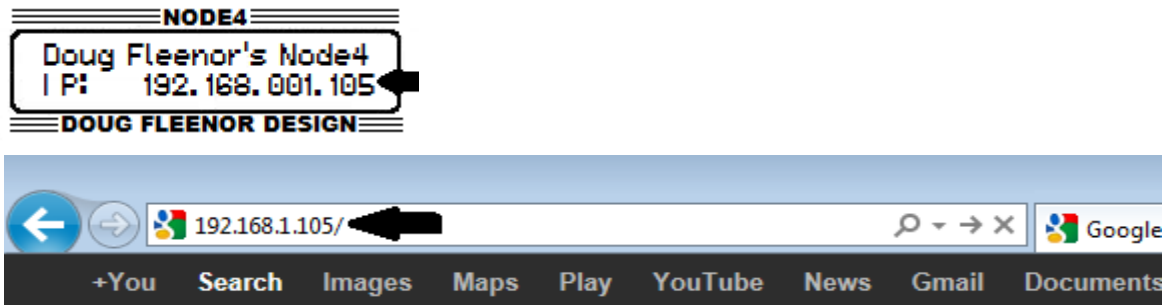 NODE4
Doug Fleenor's Node4
IP: 192.168.001.105
DOUG FLEENOR DESIGN
192.168.1.105/
Google
+You Search Images Maps Play YouTube News Gmail Documents